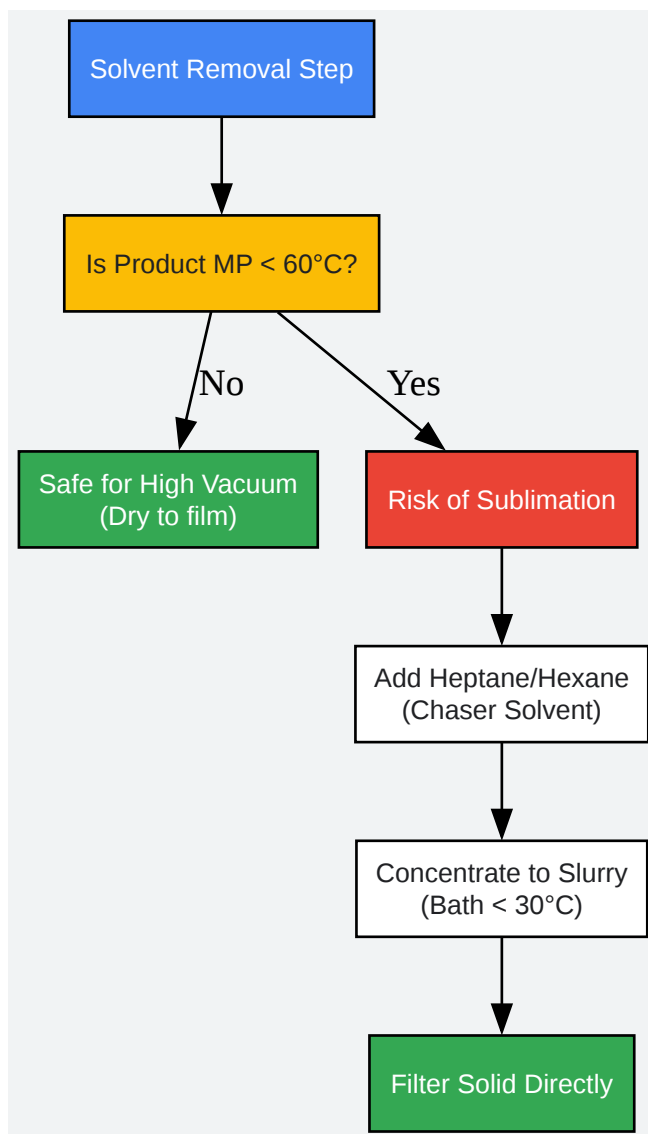 Solvent Removal Step
Is Product MP < 60°C?
No
Yes
Safe for High Vacuum
(Dry to film)
Risk of Sublimation
Add Heptane/Hexane
(Chaser Solvent)
Concentrate to Slurry
(Bath < 30°C)
Filter Solid Directly